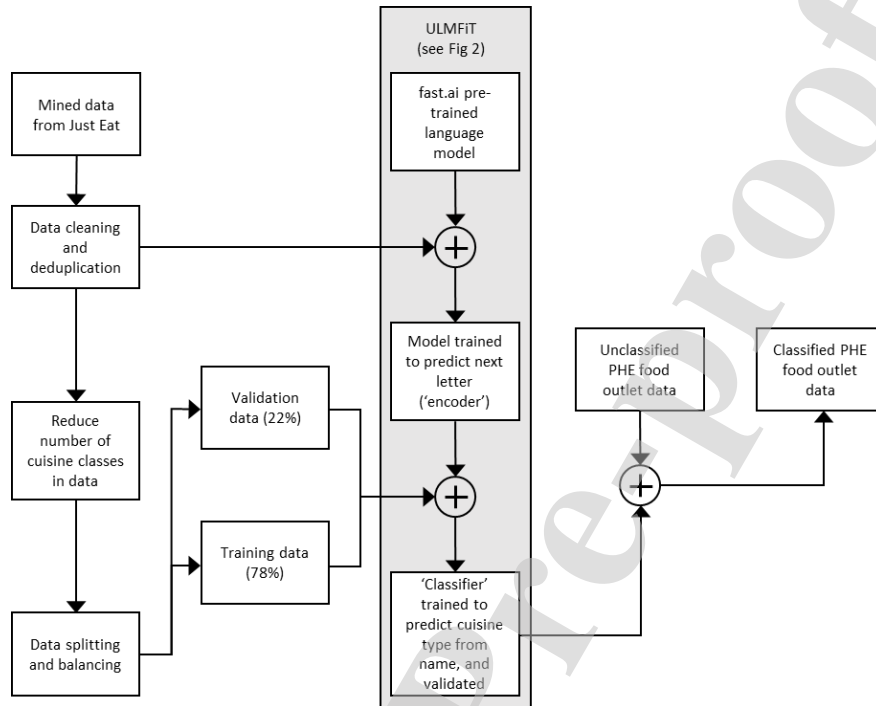 ULMFiT
(see Fig 2)
Mined data
from Just Eat
fast.ai pre-
trained
language
model
Data cleaning
and
deduplication
Model trained
to predict next
letter
(‘encoder’)
Unclassified
PHE food
outlet data
Classified PHE
food outlet
data
Validation
data (22%)
Reduce
number of
cuisine classes
in data
Training data
(78%)
Data splitting
and balancing
‘Classifier’
trained to
predict cuisine
type from
name, and
validated
Pre-proof